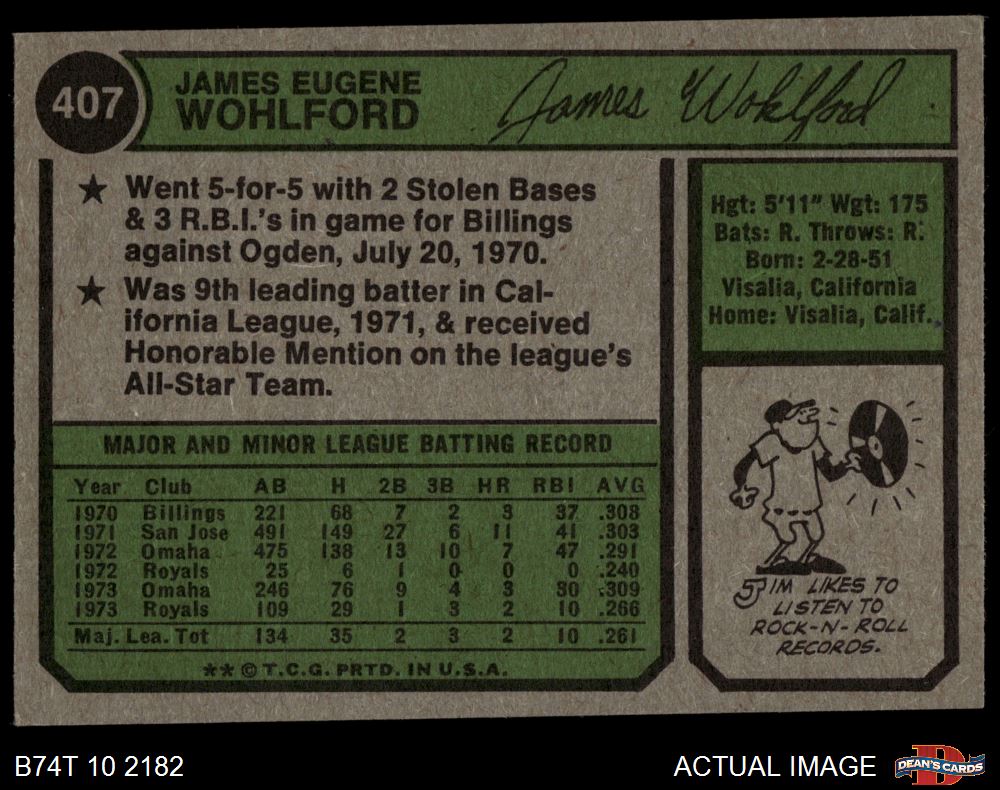 407
JAMES EUGENE
WOHLFORD
James Wohlford
★ Went 5-for-5 with 2 Stolen Bases
& 3 R.B.I.'s in game for Billings
against Ogden, July 20, 1970.
★ Was 9th leading batter in Cal-
ifornia League, 1971, & received
Honorable Mention on the league's
All-Star Team.
Hgt: 5'11" Wgt: 175
Bats: R. Throws: R.
Born: 2-28-51
Visalia, California
Home: Visalia, Calif.
MAJOR AND MINOR LEAGUE BATTING RECORD
Year Club AB H 2B 3B HR RBI AVG
1970 Billings 221 68 7 2 3 37 .308
1971 San Jose 491 149 27 6 11 41 .303
1972 Omaha 475 138 13 10 7 47 .291
1972 Royals 25 6 1 0 0 0 .240
1973 Omaha 246 76 9 4 3 30 .309
1973 Royals 109 29 1 3 2 10 .266
Maj. Lea. Tot 134 35 2 3 2 10 .261
** © T.C.G. PRTD. IN U.S.A.
JIM LIKES TO
LISTEN TO
ROCK-N-ROLL
RECORDS.
B74T 10 2182
ACTUAL IMAGE
DEAN'S CARDS